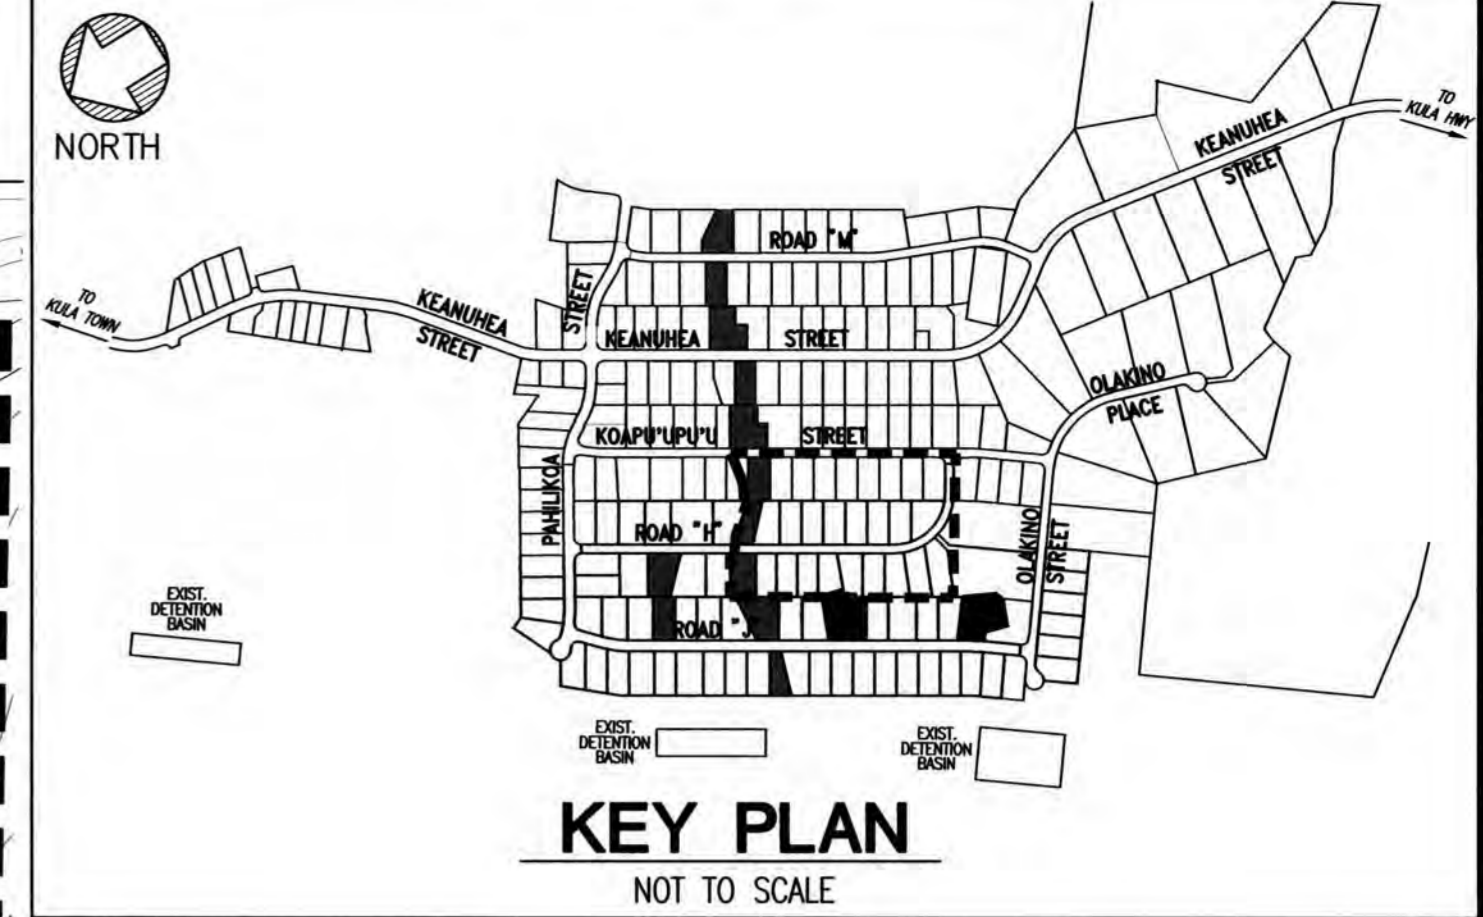 NORTH
TO
KULA HWY
KEANUHEA
STREET
ROAD "M"
TO
KULA TOWN
KEANUHEA
STREET
STREET
KEANUHEA STREET
OLAKINO
PLACE
KOAPU'UPU'U STREET
PAHILIKOA
ROAD "H"
OLAKINO
STREET
EXIST.
DETENTION
BASIN
ROAD "J"
EXIST.
DETENTION
BASIN
EXIST.
DETENTION
BASIN
KEY PLAN
NOT TO SCALE